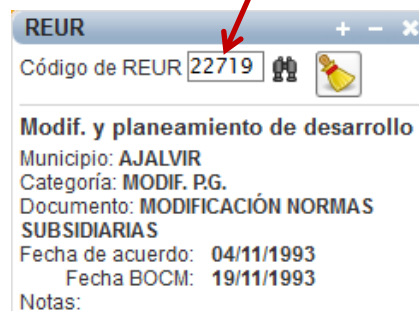 REUR
Código de REUR 22719
Modif. y planeamiento de desarrollo
Municipio: AJALVIR
Categoría: MODIF. P.G.
Documento: MODIFICACIÓN NORMAS
SUBSIDIARIAS
Fecha de acuerdo: 04/11/1993
Fecha BOCM: 19/11/1993
Notas: